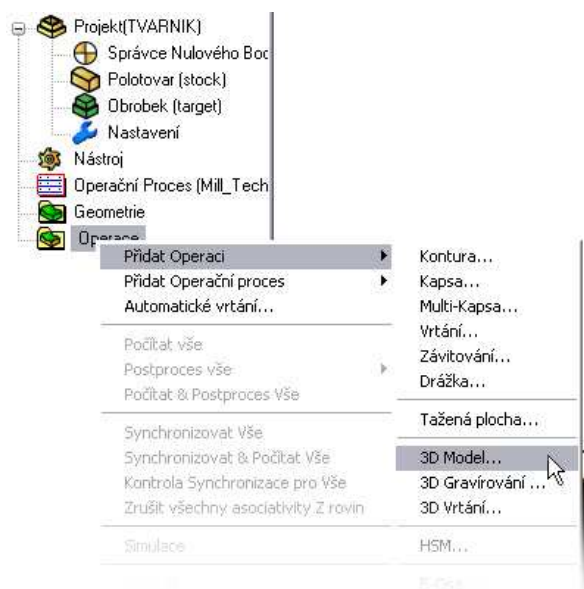 Projekt(TVARNIK)
Správce Nulového Boc
Polotovar (stock)
Obrobek (target)
Nastavení
Nástroj
Operační Proces (Mill_Tech
Geometrie
Operace
Přidat Operaci
Přidat Operační proces
Automatické vrtání...
Počítat vše
Postproces vše
Počítat & Postproces Vše
Synchronizovat Vše
Synchronizovat & Počítat Vše
Kontrola Synchronizace pro Vše
Zrušit všechny asociativity Z rovin
Simulace
Kontura...
Kapsa...
Multi-Kapsa...
Vrtání...
Závitování...
Drážka...
Tažená plocha...
3D Model...
3D Gravírování ...
3D Vrtání...
HSM...